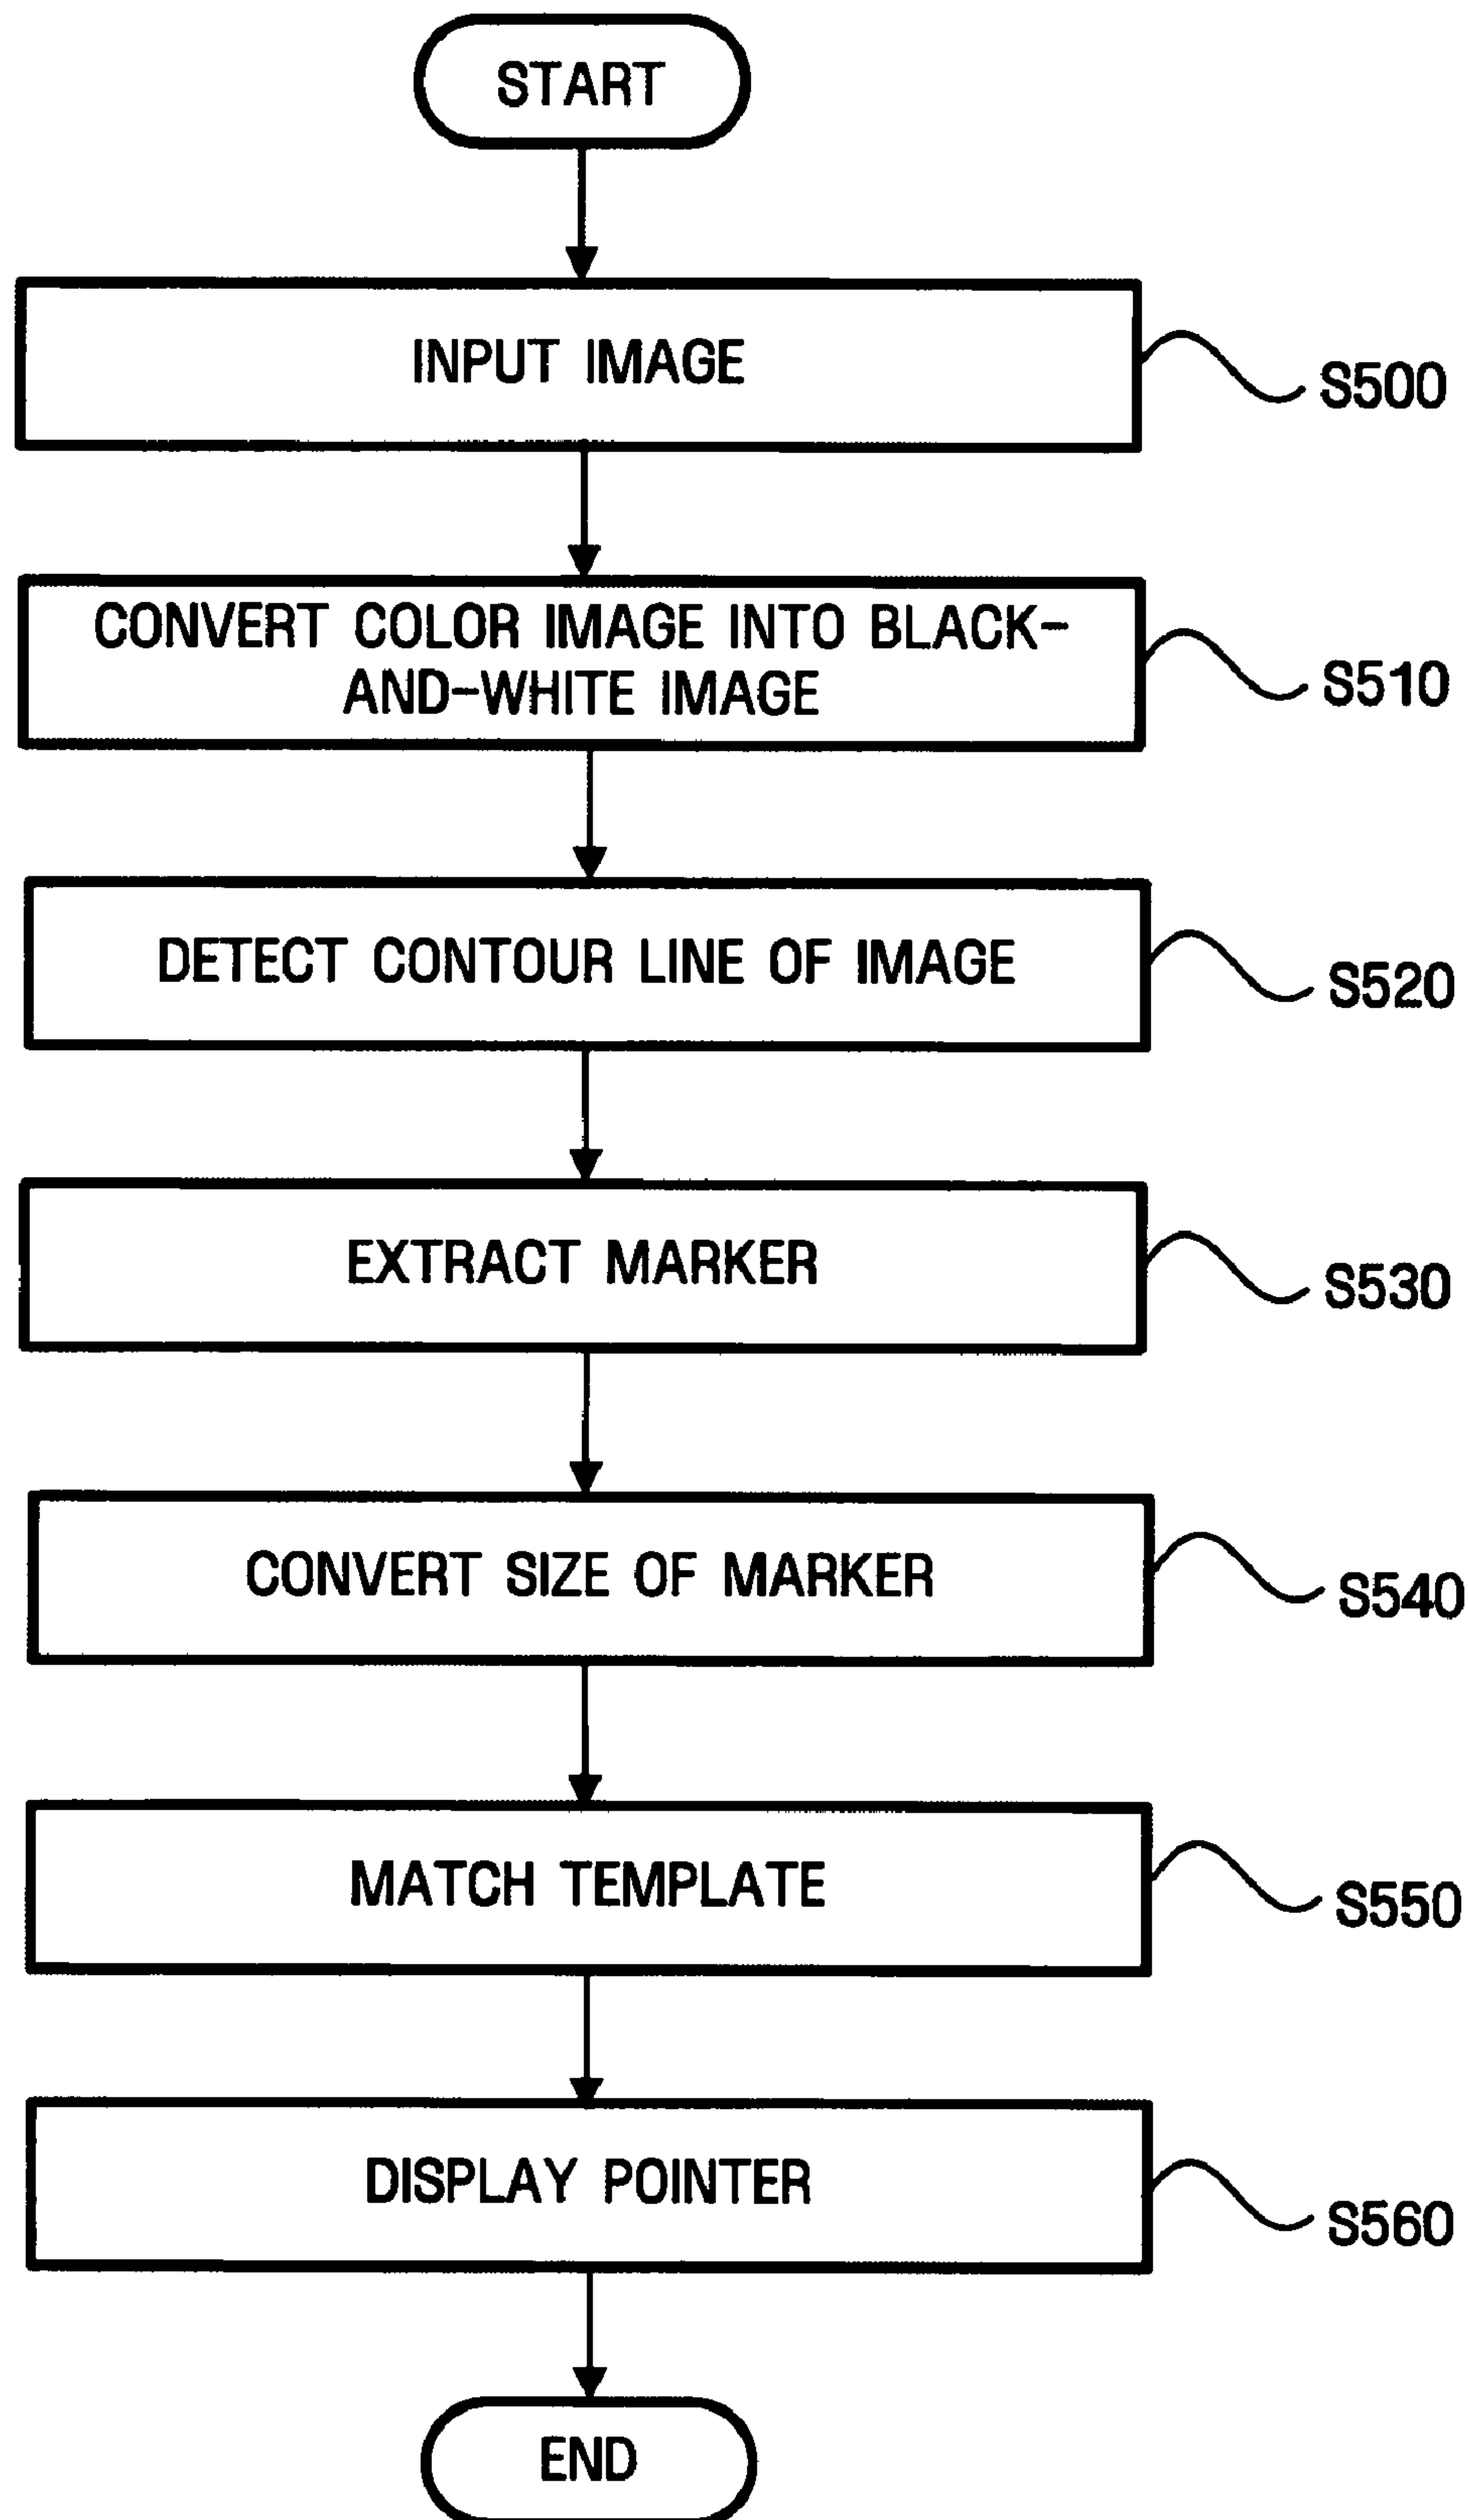 START
INPUT IMAGE
S500
CONVERT COLOR IMAGE INTO BLACK-
AND-WHITE IMAGE
S510
DETECT CONTOUR LINE OF IMAGE
S520
EXTRACT MARKER
S530
CONVERT SIZE OF MARKER
S540
MATCH TEMPLATE
S550
DISPLAY POINTER
S560
END